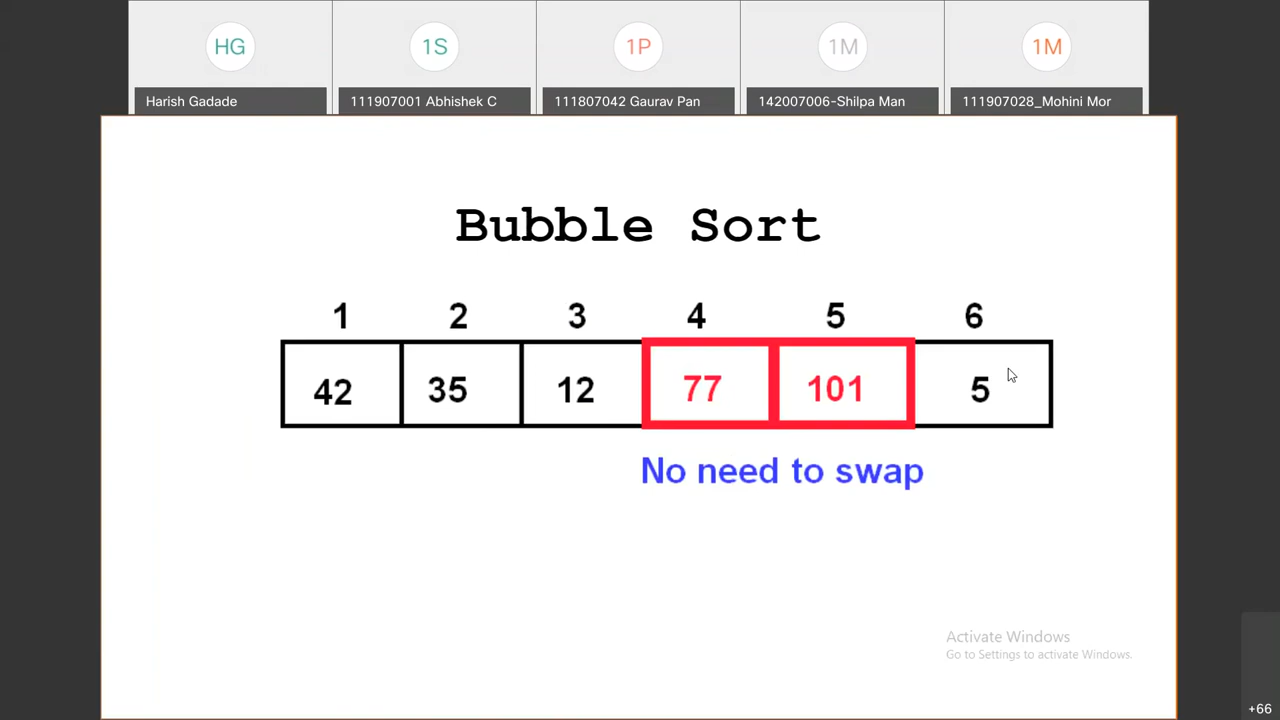 HG 1S 1P 1M 1M
Harish Gadade 111907001 Abhishek C 111807042 Gaurav Pan 142007006-Shilpa Man 111907028_Mohini Mor
Bubble Sort
1 2 3 4 5 6
42 35 12 77 101 5
No need to swap
Activate Windows
Go to Settings to activate Windows.
+66